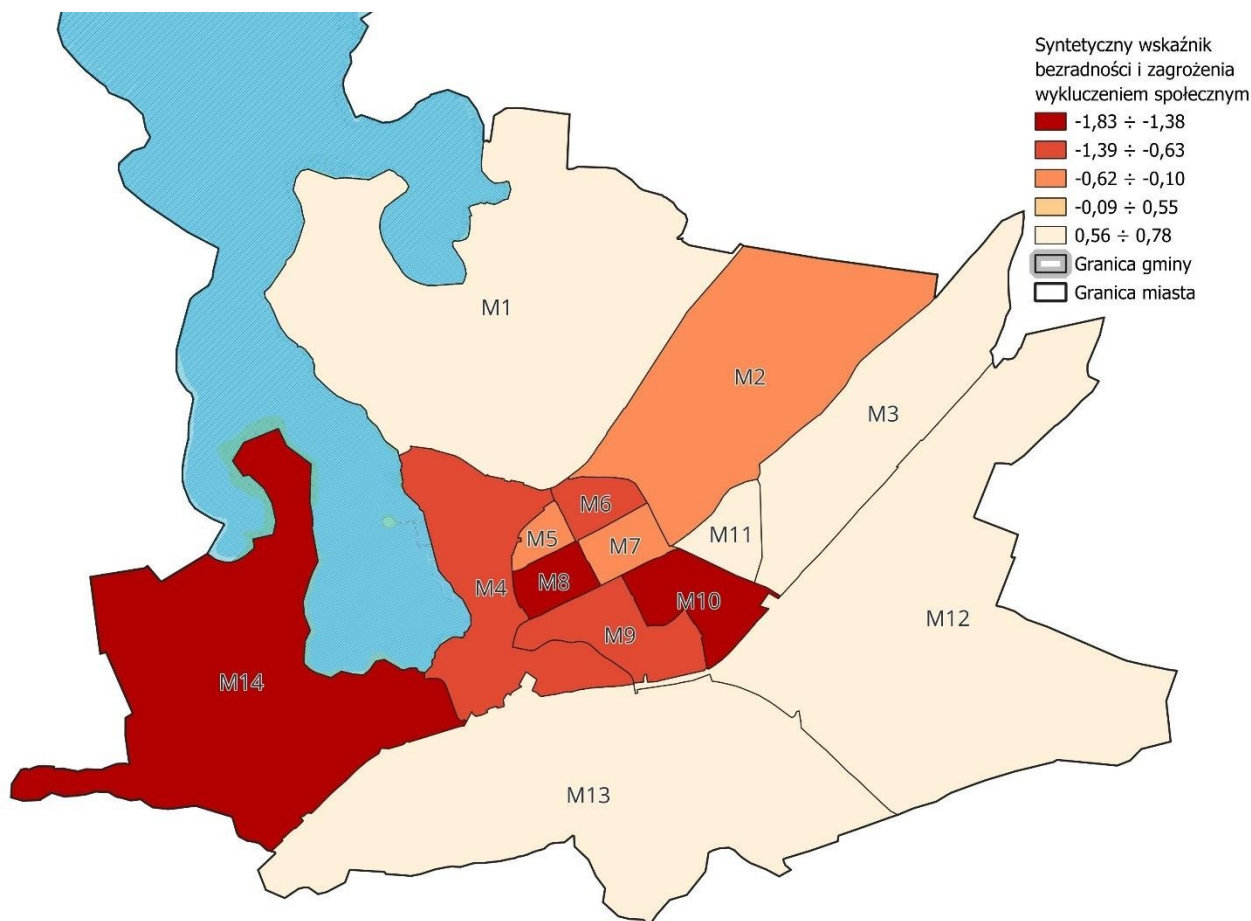 Syntetyczny wskaźnik
bezradności i zagrożenia
wykluczeniem społecznym
-1,83 ÷ -1,38
-1,39 ÷ -0,63
-0,62 ÷ -0,10
-0,09 ÷ 0,55
0,56 ÷ 0,78
Granica gminy
Granica miasta
M1
M2
M3
M6
M5
M7
M11
M4
M8
M10
M9
M12
M14
M13